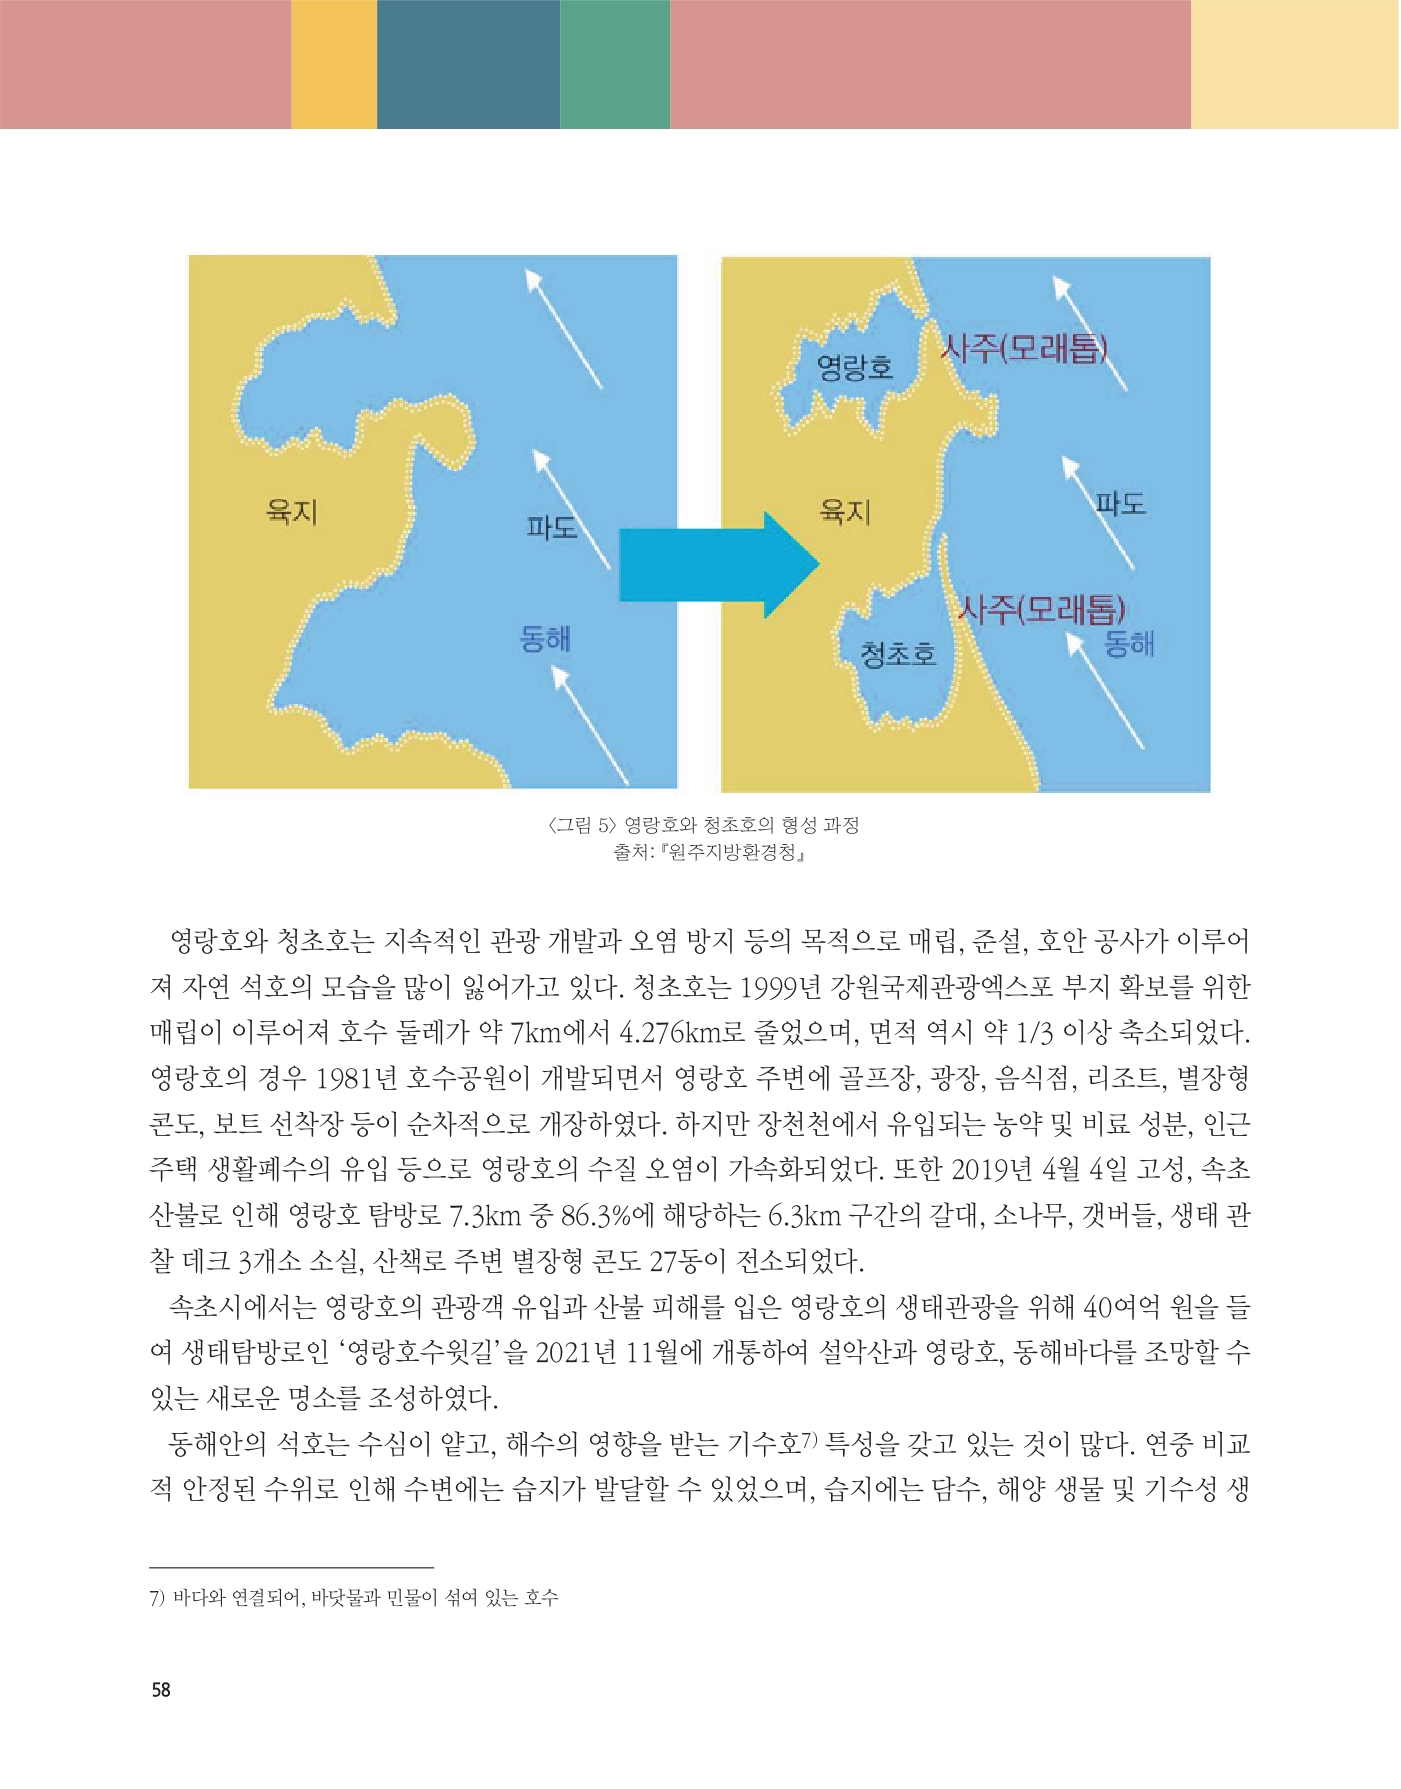 육지
파도
동해
영랑호
사주(모래톱)
육지
파도
사주(모래톱)
청초호
동해
〈그림 5〉 영랑호와 청초호의 형성 과정
출처: 『원주지방환경청』
영랑호와 청초호는 지속적인 관광 개발과 오염 방지 등의 목적으로 매립, 준설, 호안 공사가 이루어
져 자연 석호의 모습을 많이 잃어가고 있다. 청초호는 1999년 강원국제관광엑스포 부지 확보를 위한
매립이 이루어져 호수 둘레가 약 7km에서 4.276km로 줄었으며, 면적 역시 약 1/3 이상 축소되었다.
영랑호의 경우 1981년 호수공원이 개발되면서 영랑호 주변에 골프장, 광장, 음식점, 리조트, 별장형
콘도, 보트 선착장 등이 순차적으로 개장하였다. 하지만 장천천에서 유입되는 농약 및 비료 성분, 인근
주택 생활폐수의 유입 등으로 영랑호의 수질 오염이 가속화되었다. 또한 2019년 4월 4일 고성, 속초
산불로 인해 영랑호 탐방로 7.3km 중 86.3%에 해당하는 6.3km 구간의 갈대, 소나무, 갯버들, 생태 관
찰 데크 3개소 소실, 산책로 주변 별장형 콘도 27동이 전소되었다.
속초시에서는 영랑호의 관광객 유입과 산불 피해를 입은 영랑호의 생태관광을 위해 40여억 원을 들
여 생태탐방로인 ‘영랑호수윗길’을 2021년 11월에 개통하여 설악산과 영랑호, 동해바다를 조망할 수
있는 새로운 명소를 조성하였다.
동해안의 석호는 수심이 얕고, 해수의 영향을 받는 기수호7) 특성을 갖고 있는 것이 많다. 연중 비교
적 안정된 수위로 인해 수변에는 습지가 발달할 수 있었으며, 습지에는 담수, 해양 생물 및 기수성 생
7) 바다와 연결되어, 바닷물과 민물이 섞여 있는 호수
58